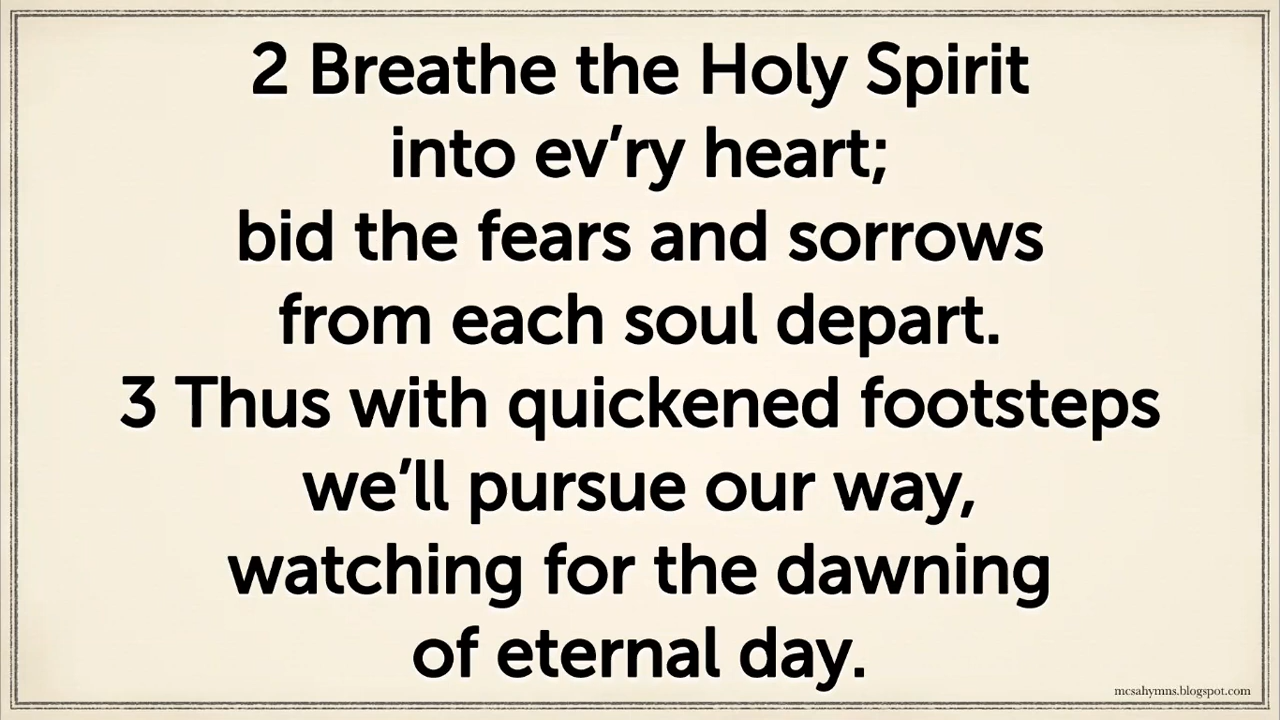 2 Breathe the Holy Spirit
into ev’ry heart;
bid the fears and sorrows
from each soul depart.
3 Thus with quickened footsteps
we’ll pursue our way,
watching for the dawning
of eternal day.
mcsahymns.blogspot.com